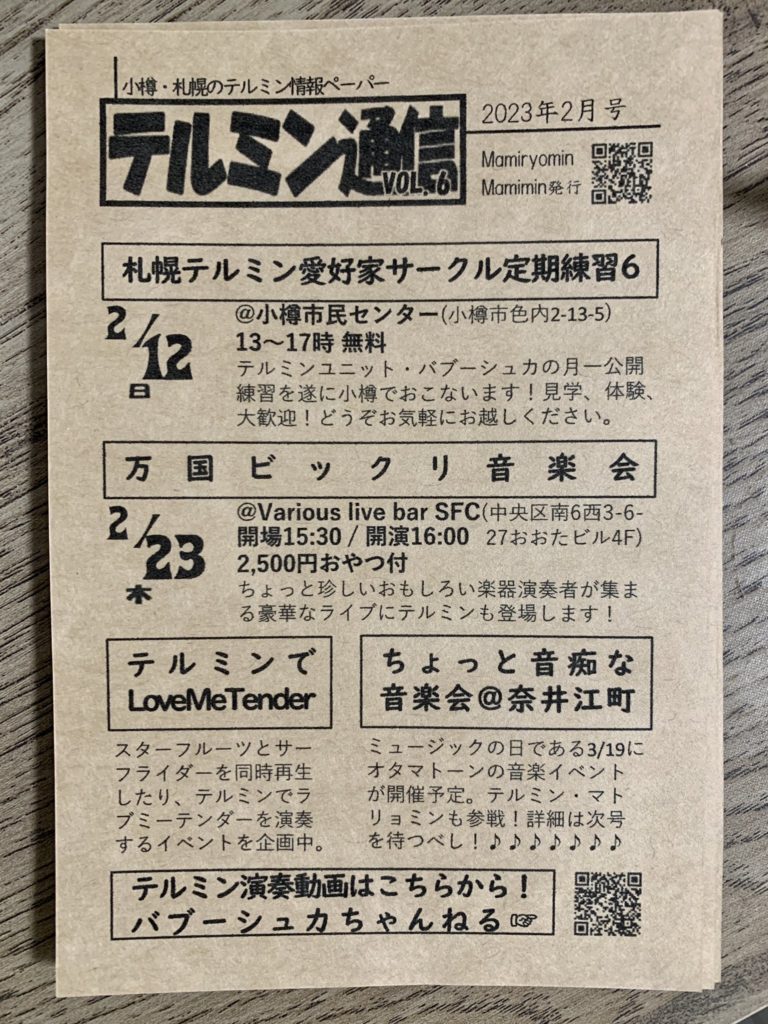 小樽・札幌のテルミン情報ペーパー
テルミン通信
VOL.6
2023年2月号
Mamiryomin
Mamimin発行
札幌テルミン愛好家サークル定期練習6
2/12
日
@小樽市民センター(小樽市色内2-13-5)
13〜17時 無料
テルミンユニット・バブーシュカの月一公開
練習を遂に小樽でおこないます！見学、体験、
大歓迎！どうぞお気軽にお越しください。
万国ビックリ音楽会
2/23
木
@Various live bar SFC(中央区南6西3-6-
開場15:30 / 開演16:00 27おおたビル4F)
2,500円おやつ付
ちょっと珍しいおもしろい楽器演奏者が集ま
る豪華なライブにテルミンも登場します！
テルミンで
LoveMeTender
スターフルーツとサー
フライダーを同時再生
したり、テルミンでラ
ブミーテンダーを演奏
するイベントを企画中。
ちょっと音痴な
音楽会@奈井江町
ミュージックの日である3/19に
オタマトーンの音楽イベント
が開催予定。テルミン・マト
リョミンも参戦！詳細は次号
を待つべし！♪♪♪♪♪♪♪
テルミン演奏動画はこちらから！
バブーシュカちゃんねる☞